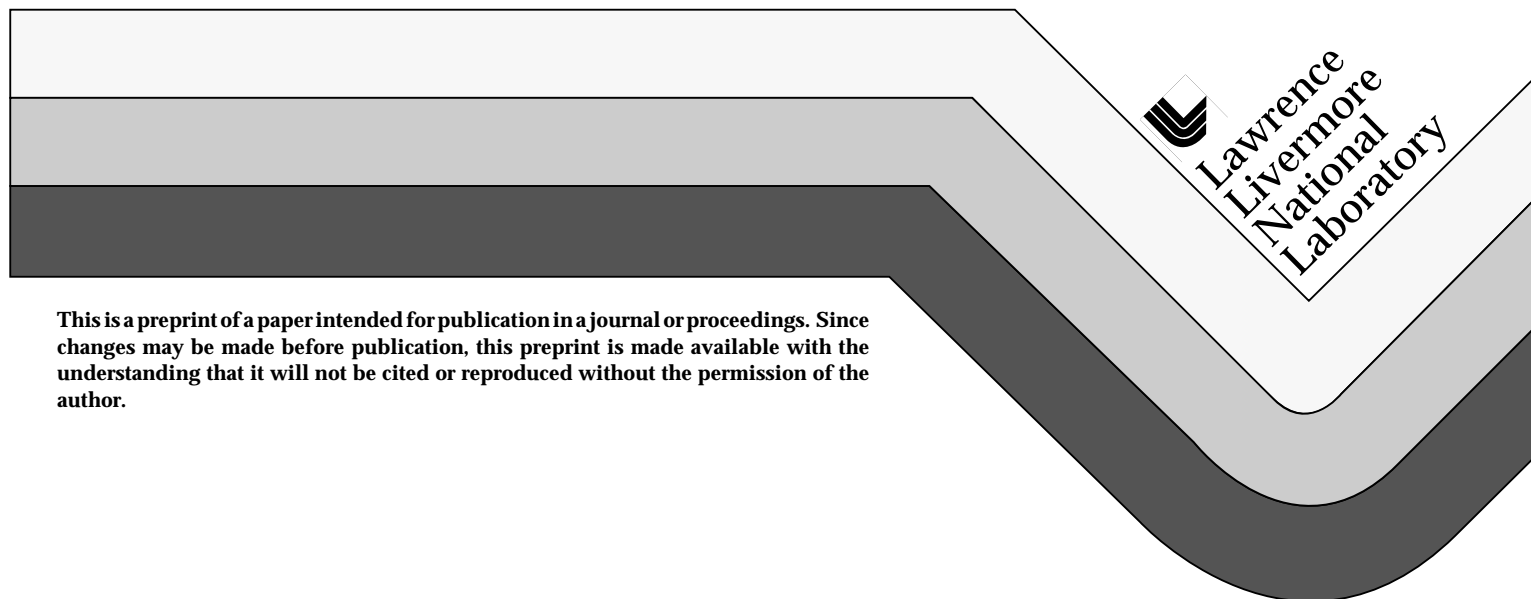 Lawrence
Livermore
National
Laboratory
This is a preprint of a paper intended for publication in a journal or proceedings. Since
changes may be made before publication, this preprint is made available with the
understanding that it will not be cited or reproduced without the permission of the
author.